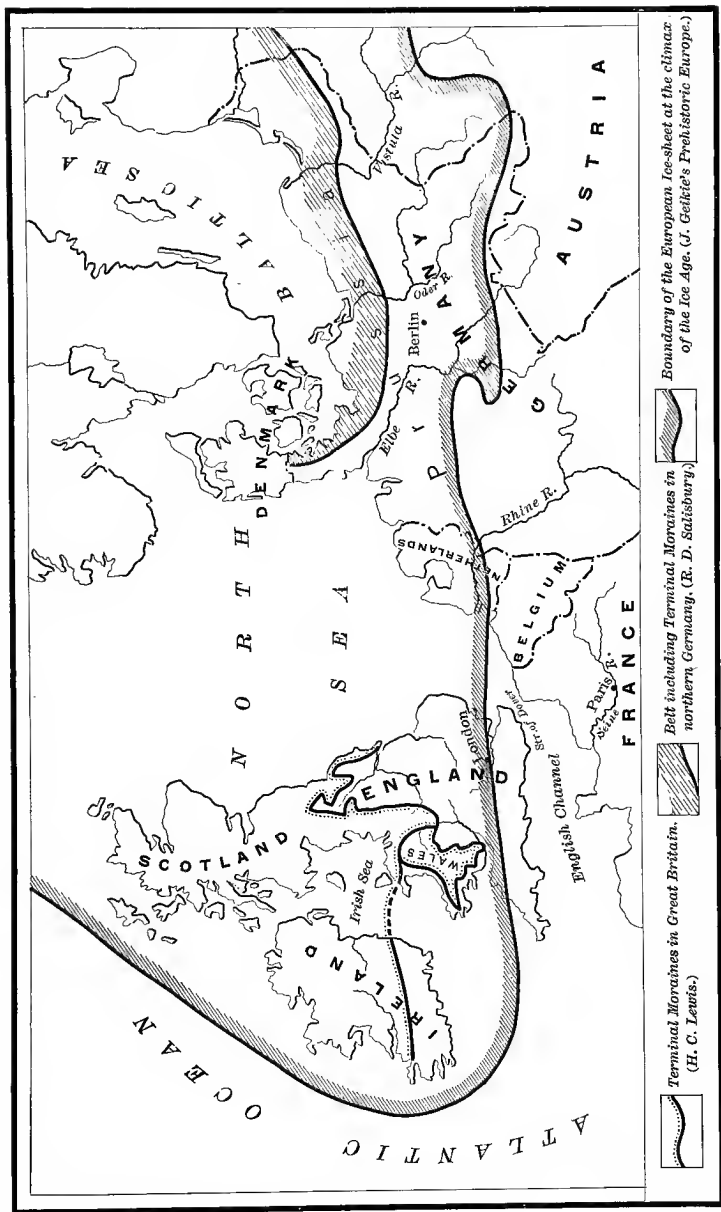 ATLANTIC
OCEAN
NORTH
SEA
BALTIC SEA
SCOTLAND
Irish Sea
IRELAND
ENGLAND
WALES
London
Str. of Dover
English Channel
DENMARK
NETHERLANDS
BELGIUM
FRANCE
Paris
Seine R.
Rhine R.
Elbe R.
Berlin
Oder R.
Vistula R.
Prussia
GERMANY
AUSTRIA
Terminal Moraines in Great Britain.
(H. C. Lewis.)
Belt including Terminal Moraines in
northern Germany. (R. D. Salisbury.)
Boundary of the European Ice-sheet at the climax
of the Ice Age. (J. Geikie's Prehistoric Europe.)